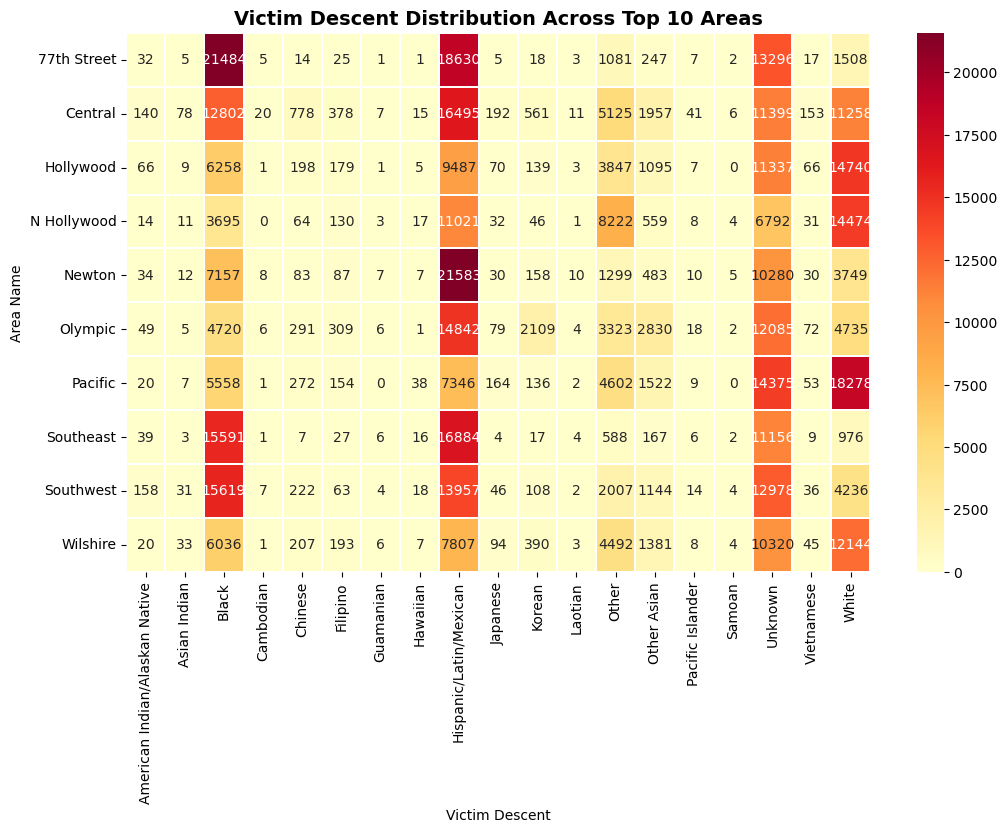 Victim Descent Distribution Across Top 10 Areas
77th Street 32 5 21484 5 14 25 1 1 18630 5 18 3 1081 247 7 2 13296 17 1508
Central 140 78 12802 20 778 378 7 15 16495 192 561 11 5125 1957 41 6 11399 153 11258
Hollywood 66 9 6258 1 198 179 1 5 9487 70 139 3 3847 1095 7 0 11337 66 14740
N Hollywood 14 11 3695 0 64 130 3 17 11021 32 46 1 8222 559 8 4 6792 31 14474
Newton 34 12 7157 8 83 87 7 7 21583 30 158 10 1299 483 10 5 10280 30 3749
Olympic 49 5 4720 6 291 309 6 1 14842 79 2109 4 3323 2830 18 2 12085 72 4735
Pacific 20 7 5558 1 272 154 0 38 7346 164 136 2 4602 1522 9 0 14375 53 18278
Southeast 39 3 15591 1 7 27 6 16 16884 4 17 4 588 167 6 2 11156 9 976
Southwest 158 31 15619 7 222 63 4 18 13957 46 108 2 2007 1144 14 4 12978 36 4236
Wilshire 20 33 6036 1 207 193 6 7 7807 94 390 3 4492 1381 8 4 10320 45 12144
Area Name
American Indian/Alaskan Native
Asian Indian
Black
Cambodian
Chinese
Filipino
Guamanian
Hawaiian
Hispanic/Latin/Mexican
Japanese
Korean
Laotian
Other
Other Asian
Pacific Islander
Samoan
Unknown
Vietnamese
White
Victim Descent
20000
17500
15000
12500
10000
7500
5000
2500
0